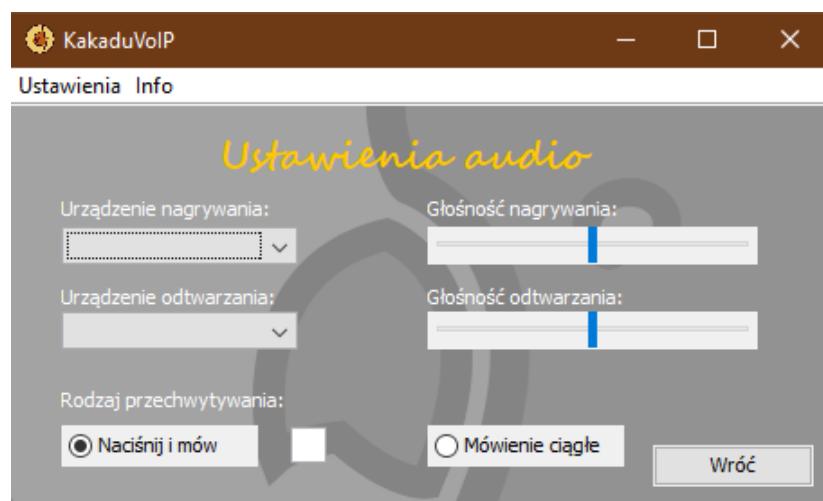 KakaduVoIP
Ustawienia Info
Ustawienia audio
Urządzenie nagrywania:
Głośność nagrywania:
Urządzenie odtwarzania:
Głośność odtwarzania:
Rodzaj przechwytywania:
Naciśnij i mów
Mówienie ciągłe
Wróć